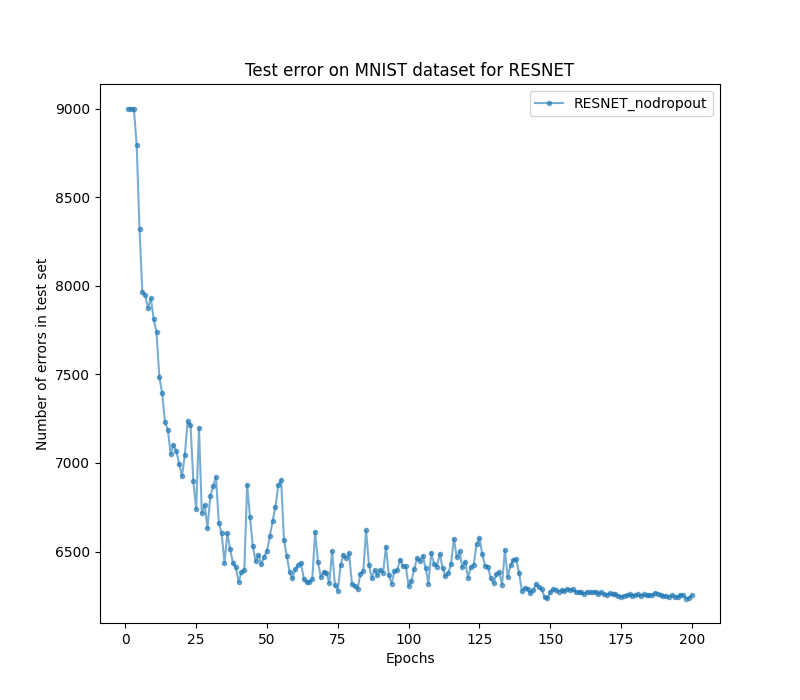 Test error on MNIST dataset for RESNET
RESNET_nodropout
9000
8500
8000
7500
7000
6500
Number of errors in test set
0 25 50 75 100 125 150 175 200
Epochs